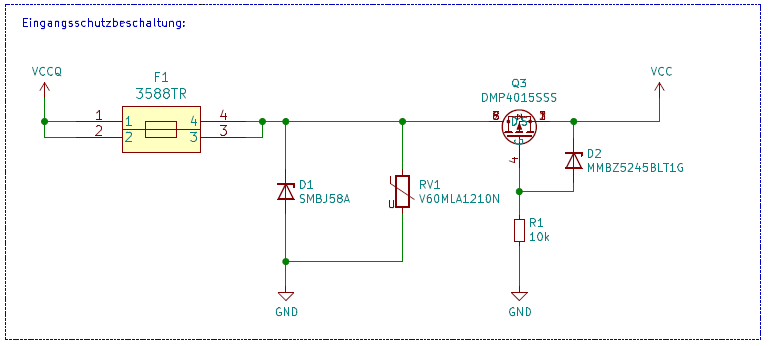 Eingangsschutzbeschaltung:
VCCQ
F1
3588TR
1
4
1
4
2
3
2
3
D1
SMBJ58A
RV1
V60MLA1210N
U
Q3
DMP4015SSS
4
D2
MMBZ5245BLT1G
VCC
R1
10k
GND
GND